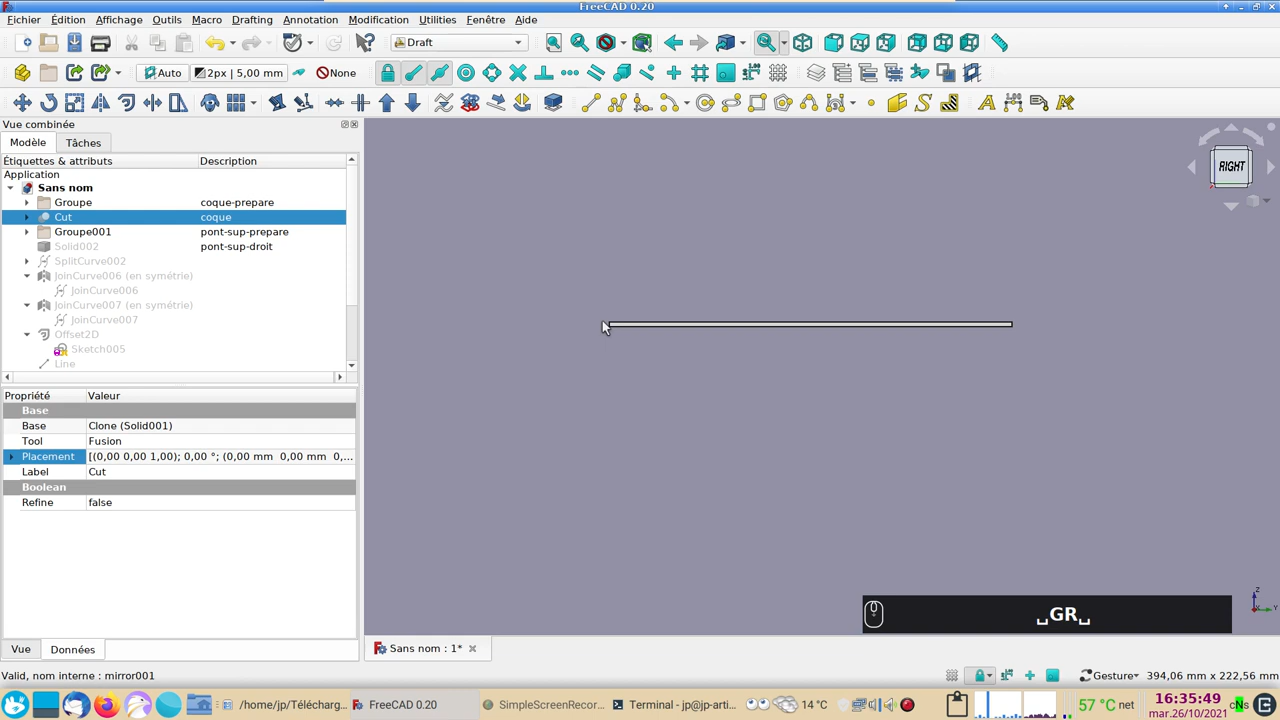 FreeCAD 0.20
Fichier Édition Affichage Outils Macro Drafting Annotation Modification Utilities Fenêtre Aide
Draft
Auto 2px | 5,00 mm None
Vue combinée
Modèle Tâches
Étiquettes & attributs Description
Application
Sans nom
Groupe coque-prepare
Cut coque
Groupe001 pont-sup-prepare
Solid002 pont-sup-droit
SplitCurve002
JoinCurve006 (en symétrie)
JoinCurve006
JoinCurve007 (en symétrie)
JoinCurve007
Offset2D
Sketch005
Line
Propriété Valeur
Base
Base Clone (Solid001)
Tool Fusion
Placement [(0,00 0,00 1,00); 0,00 °; (0,00 mm 0,00 mm 0,...
Label Cut
Boolean
Refine false
RIGHT
Z
Y
␣GR␣
Vue Données
Sans nom : 1*
Valid, nom interne : mirror001
Gesture 394,06 mm x 222,56 mm
/home/jp/Télécharg... FreeCAD 0.20 SimpleScreenRecor... Terminal - jp@jp-arti... 14 °C 57 °C net 16:35:49
mar.26/10/2021